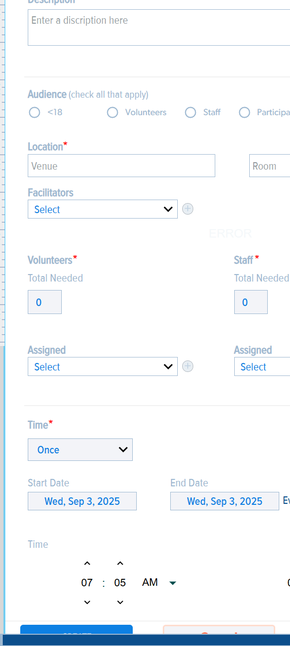 Description
Enter a discription here
Audience (check all that apply)
<18 Volunteers Staff
Location*
Venue Room
Facilitators
Select
ERROR
Volunteers* Staff *
Total Needed Total Needed
0 0
Assigned Assigned
Select Select
Time*
Once
Start Date End Date
Wed, Sep 3, 2025 Wed, Sep 3, 2025
Time
07 : 05 AM